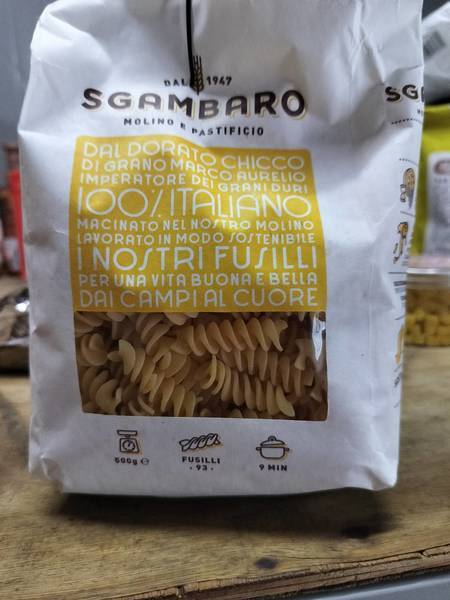 DAL 1947
SGAMBARO
MOLINO E PASTIFICIO
DAL DORATO CHICCO
DI GRANO MARCO AURELIO
IMPERATORE DEI GRANI DURI
100/ITALIANO
MACINATO NEL NOSTRO MOLINO
LAVORATO IN MODO SOSTENIBILE
I NOSTRI FUSILLI
PER UNA VITA BUONA E BELLA
DAI CAMPI AL CUORE
500g e
FUSILLI
· 93 ·
9 MIN
SG